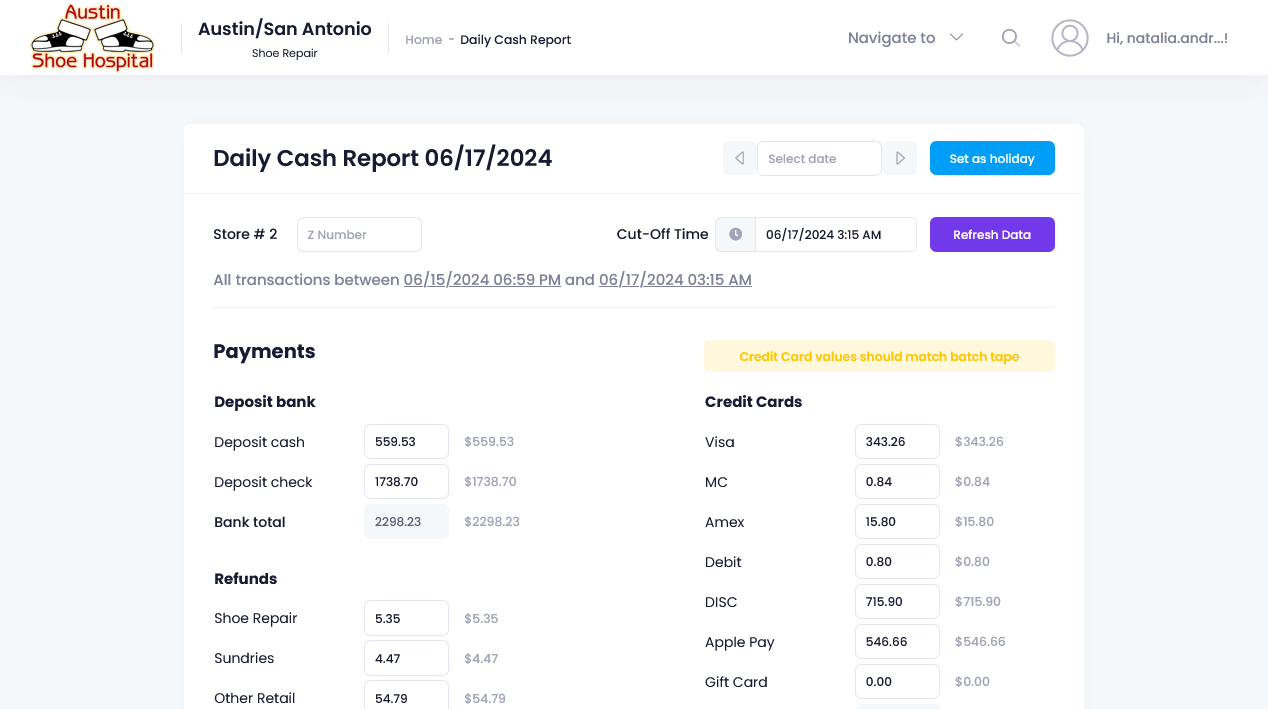 Austin
Shoe Hospital
Austin/San Antonio
Shoe Repair
Home - Daily Cash Report
Navigate to
Hi, natalia.andr...!
Daily Cash Report 06/17/2024
Select date
Set as holiday
Store # 2
Z Number
Cut-Off Time
06/17/2024 3:15 AM
Refresh Data
All transactions between 06/15/2024 06:59 PM and 06/17/2024 03:15 AM
Payments
Credit Card values should match batch tape
Deposit bank
Deposit cash 559.53 $559.53
Deposit check 1738.70 $1738.70
Bank total 2298.23 $2298.23
Refunds
Shoe Repair 5.35 $5.35
Sundries 4.47 $4.47
Other Retail 54.79 $54.79
Credit Cards
Visa 343.26 $343.26
MC 0.84 $0.84
Amex 15.80 $15.80
Debit 0.80 $0.80
DISC 715.90 $715.90
Apple Pay 546.66 $546.66
Gift Card 0.00 $0.00